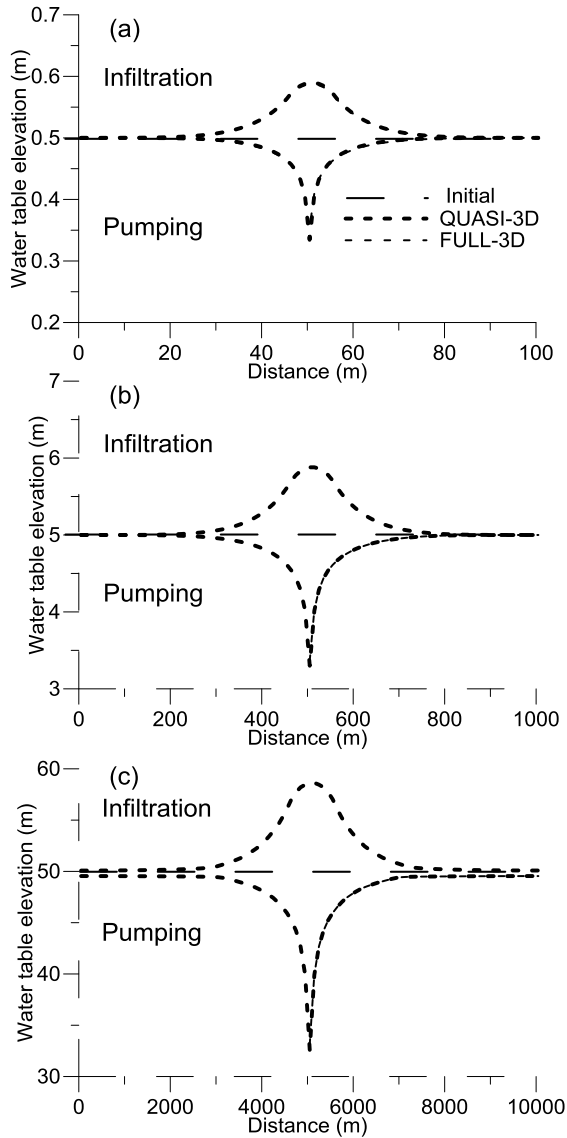 (a)
0.7
0.6
0.5
0.4
0.3
0.2
Water table elevation (m)
Infiltration
Pumping
Initial
QUASI-3D
FULL-3D
0 20 40 60 80 100
Distance (m)
(b)
7
6
5
4
3
Water table elevation (m)
Infiltration
Pumping
0 200 400 600 800 1000
Distance (m)
(c)
60
50
40
30
Water table elevation (m)
Infiltration
Pumping
0 2000 4000 6000 8000 10000
Distance (m)